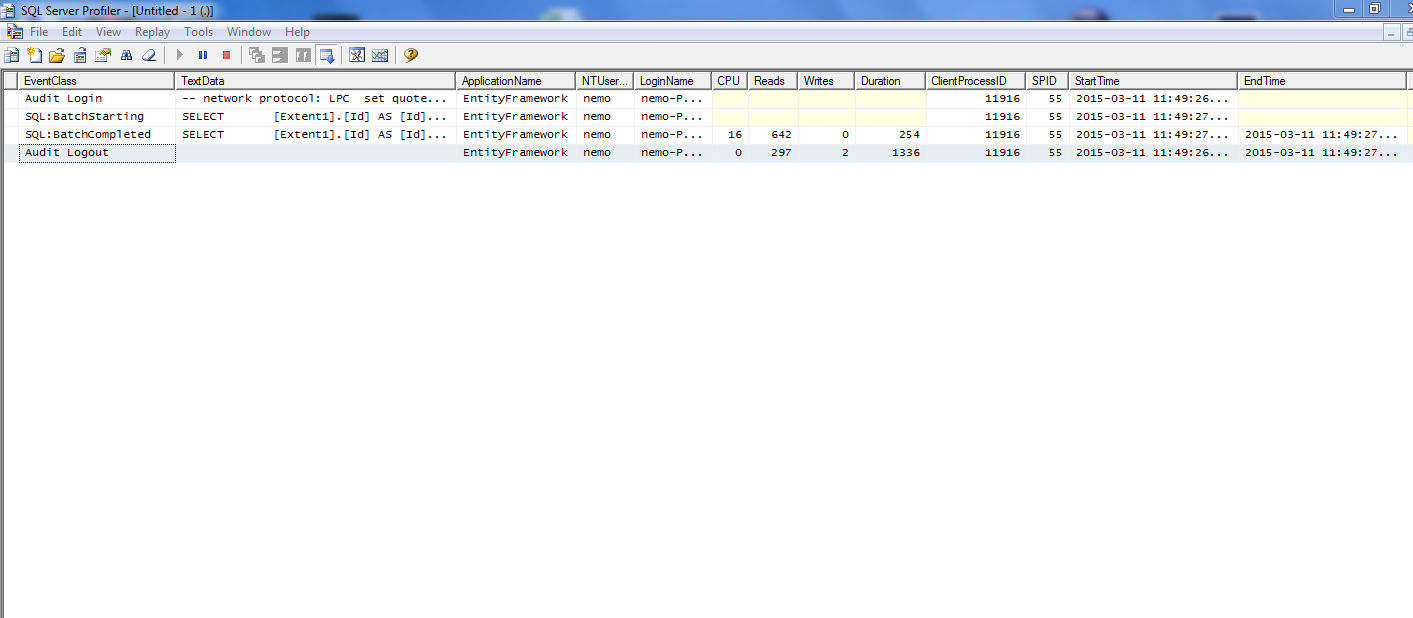 SQL Server Profiler - [Untitled - 1 (.)]
File Edit View Replay Tools Window Help
EventClass TextData ApplicationName NTUser... LoginName CPU Reads Writes Duration ClientProcessID SPID StartTime EndTime
Audit Login -- network protocol: LPC set quote... EntityFramework nemo nemo-P... 11916 55 2015-03-11 11:49:26...
SQL:BatchStarting SELECT [Extent1].[Id] AS [Id]... EntityFramework nemo nemo-P... 11916 55 2015-03-11 11:49:27...
SQL:BatchCompleted SELECT [Extent1].[Id] AS [Id]... EntityFramework nemo nemo-P... 16 642 0 254 11916 55 2015-03-11 11:49:27... 2015-03-11 11:49:27...
Audit Logout EntityFramework nemo nemo-P... 0 297 2 1336 11916 55 2015-03-11 11:49:26... 2015-03-11 11:49:27...